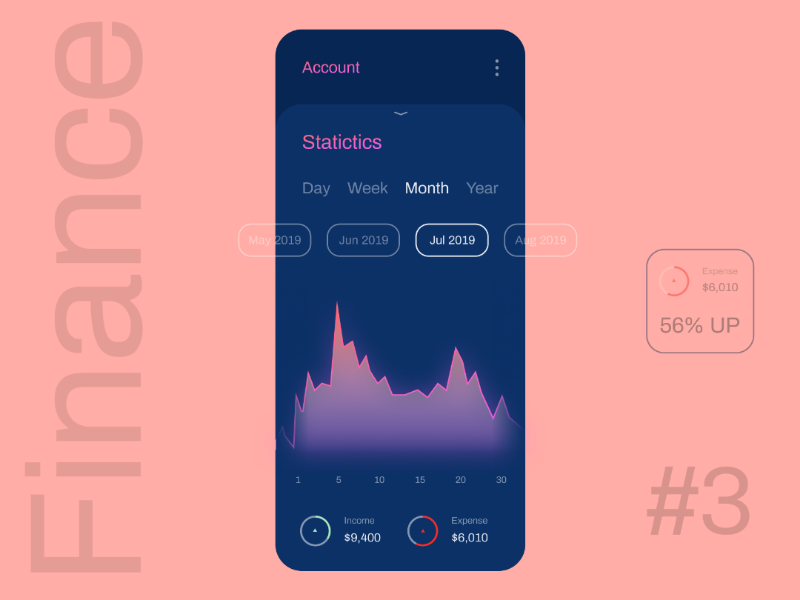 Finance
Account
Statictics
Day Week Month Year
May 2019 Jun 2019 Jul 2019 Aug 2019
1 5 10 15 20 30
Income
$9,400
Expense
$6,010
Expense
$6,010
56% UP
#3